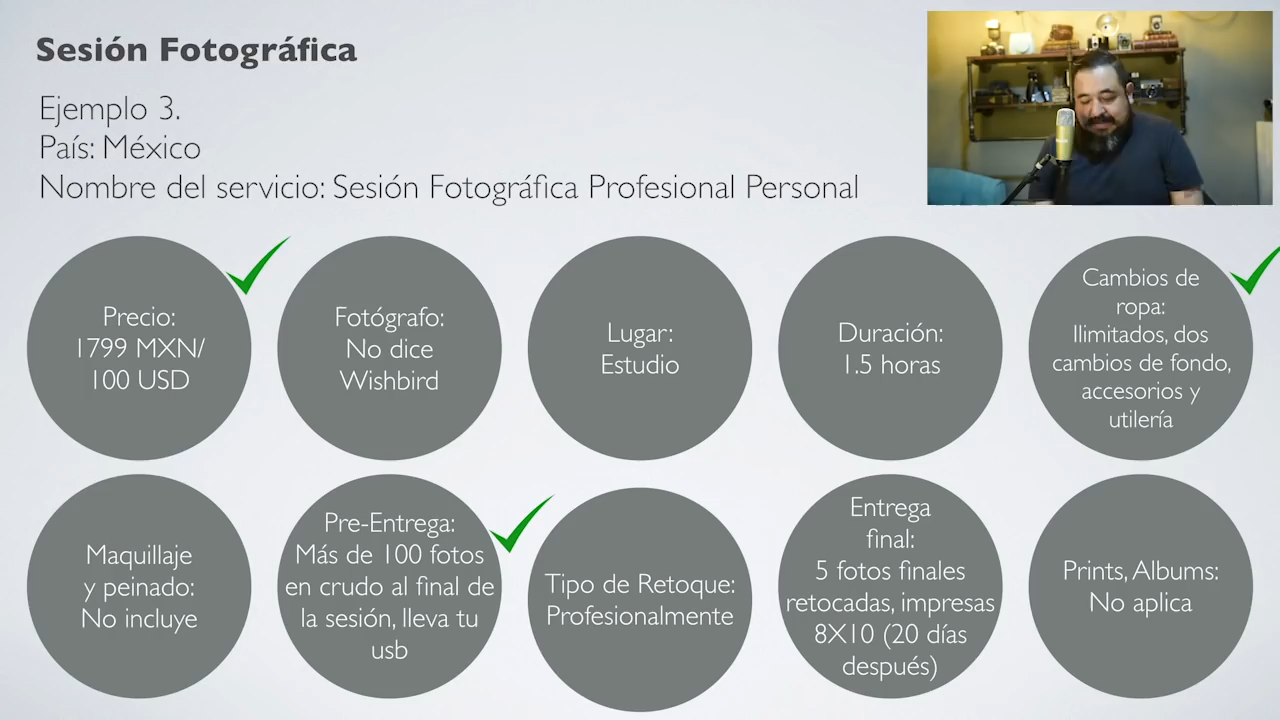 Sesión Fotográfica
Ejemplo 3.
País: México
Nombre del servicio: Sesión Fotográfica Profesional Personal
Precio:
1799 MXN/
100 USD
Fotógrafo:
No dice
Wishbird
Lugar:
Estudio
Duración:
1.5 horas
Cambios de
ropa:
Ilimitados, dos
cambios de fondo,
accesorios y
utilería
Maquillaje
y peinado:
No incluye
Pre-Entrega:
Más de 100 fotos
en crudo al final de
la sesión, lleva tu
usb
Tipo de Retoque:
Profesionalmente
Entrega
final:
5 fotos finales
retocadas, impresas
8X10 (20 días
después)
Prints, Albums:
No aplica